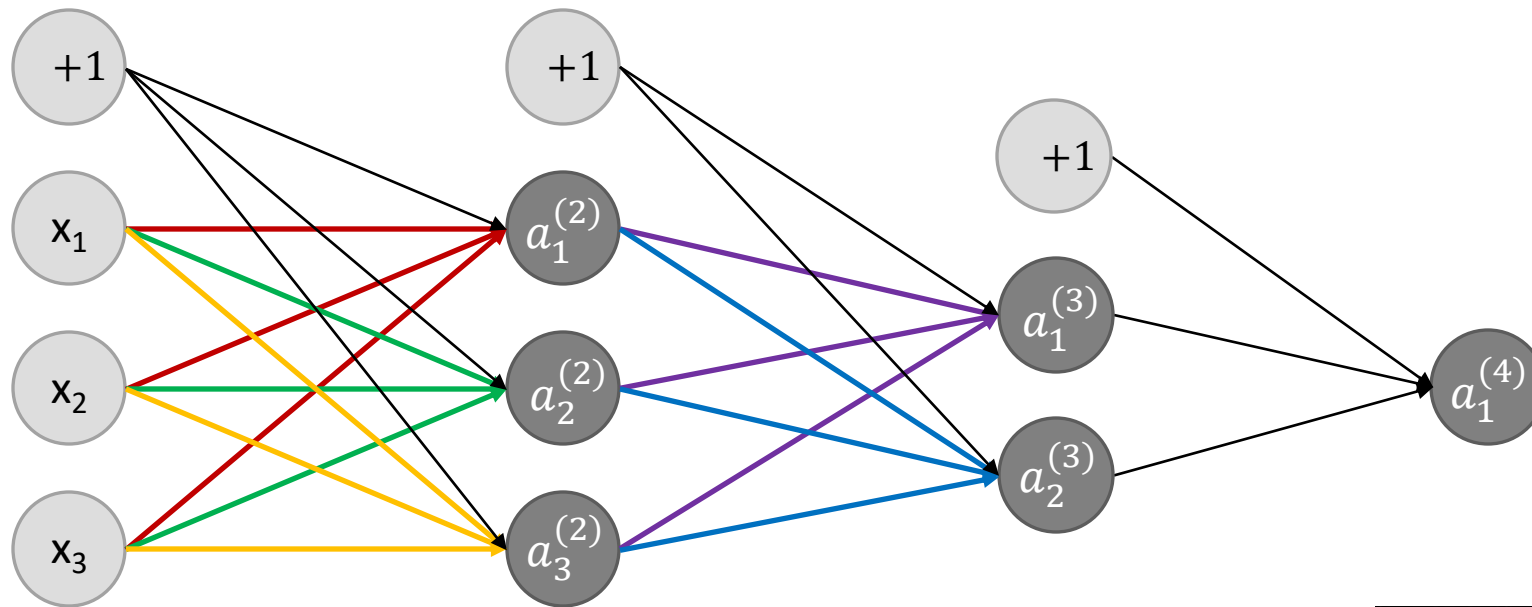 +1
x₁
x₂
x₃
+1
a₁⁽²⁾
a₂⁽²⁾
a₃⁽²⁾
+1
a₁⁽³⁾
a₂⁽³⁾
a₁⁽⁴⁾